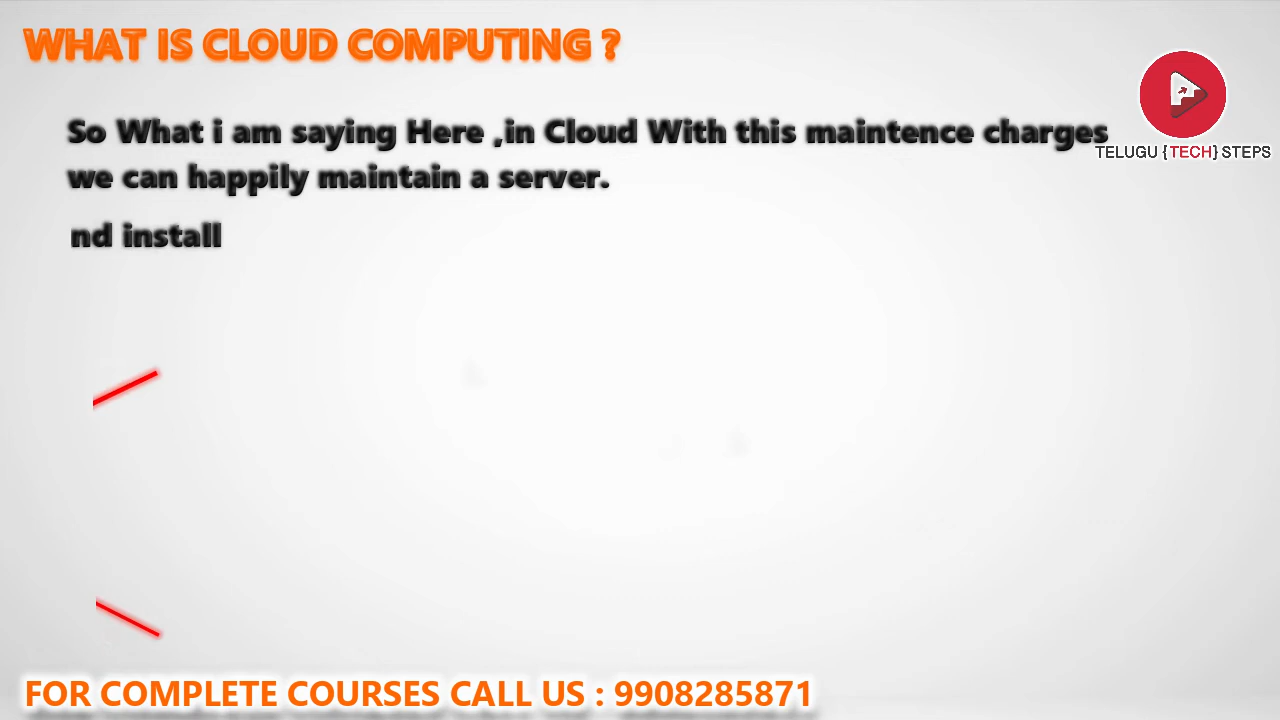 WHAT IS CLOUD COMPUTING ?
So What i am saying Here ,in Cloud With this maintence charges
we can happily maintain a server.
nd install
TELUGU {TECH} STEPS
FOR COMPLETE COURSES CALL US : 9908285871